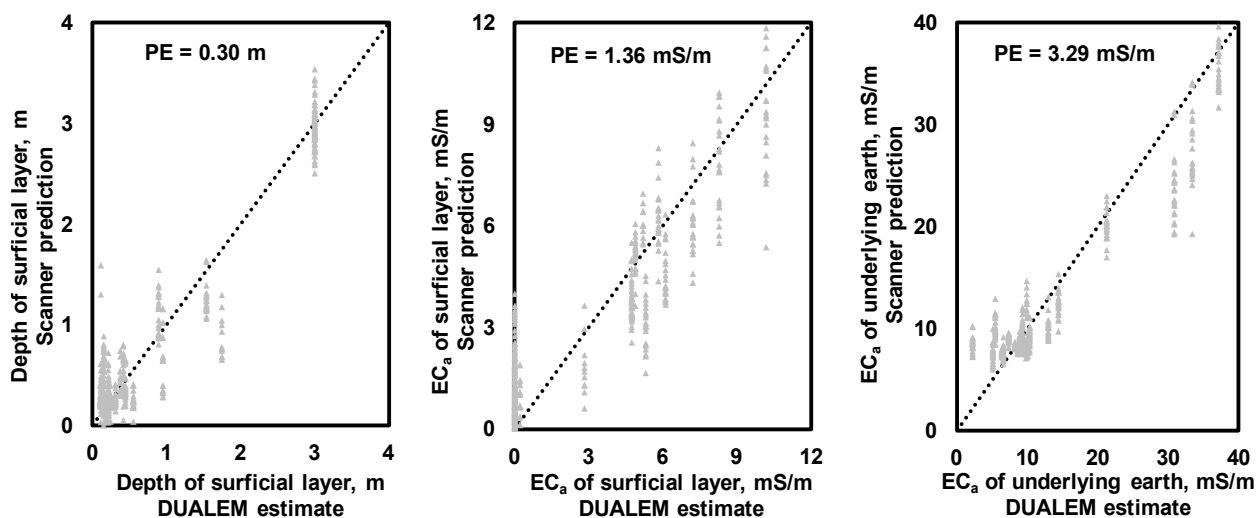 PE = 0.30 m
Depth of surficial layer, m
Scanner prediction
4
3
2
1
0
0 1 2 3 4
Depth of surficial layer, m
DUALEM estimate
PE = 1.36 mS/m
ECa of surficial layer, mS/m
Scanner prediction
12
9
6
3
0
0 3 6 9 12
ECa of surficial layer, mS/m
DUALEM estimate
PE = 3.29 mS/m
ECa of underlying earth, mS/m
Scanner prediction
40
30
20
10
0
0 10 20 30 40
ECa of underlying earth, mS/m
DUALEM estimate